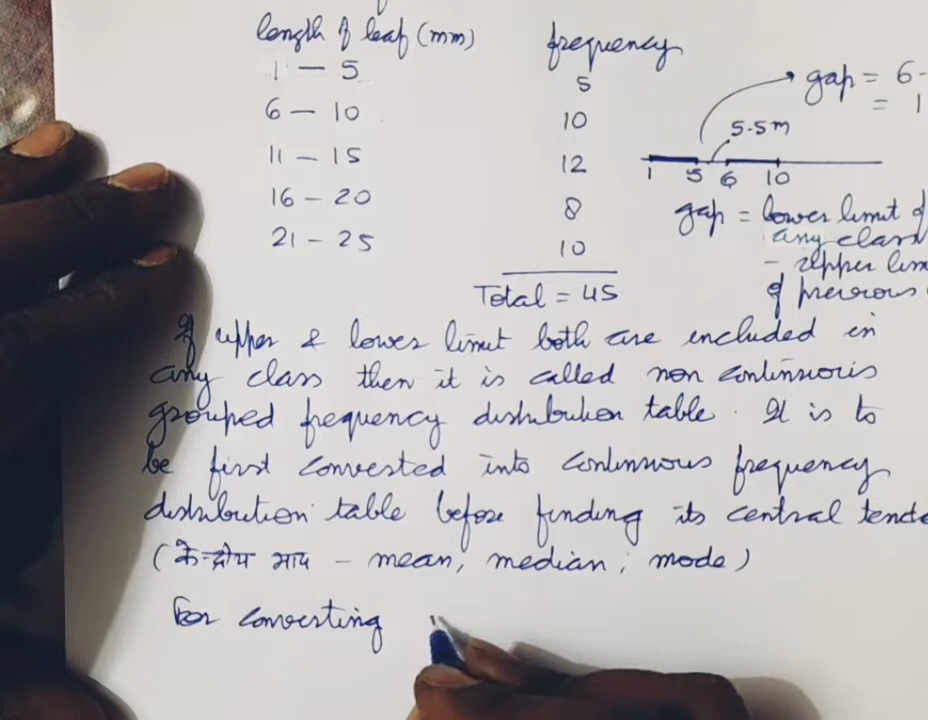 length of leaf (mm) frequency
1 - 5 5
6 - 10 10
11 - 15 12
16 - 20 8
21 - 25 10
Total = 45
gap = 6-
= 1
5.5m
1 5 6 10
gap = lower limit of
any class
- upper lim
of previous
If upper & lower limit both are included in
any class then it is called non continuous
grouped frequency distribution table. It is to
be first converted into continuous frequency
distribution table before finding its central tende
(केन्द्रीय माप - mean, median, mode)
For converting